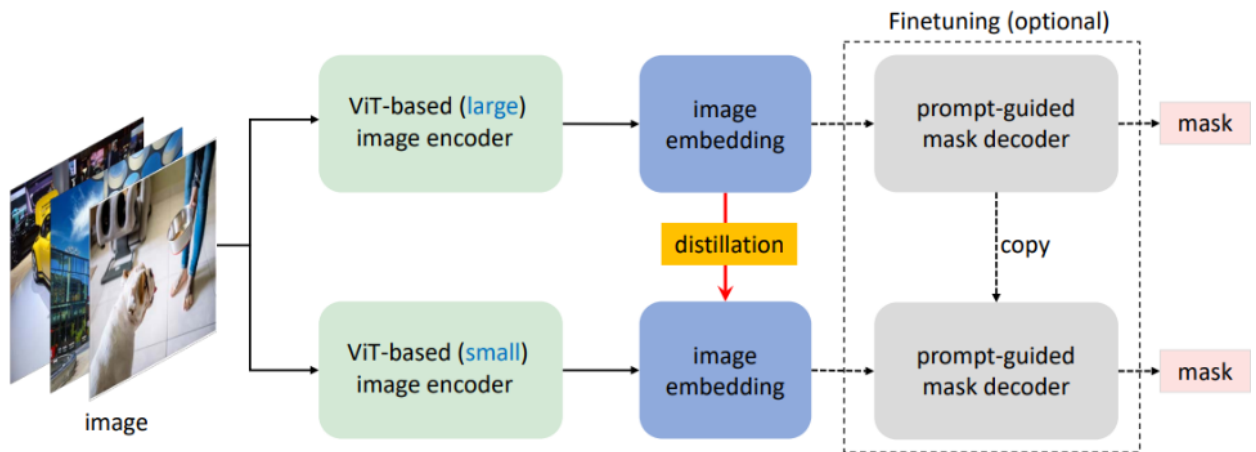 Finetuning (optional)
ViT-based (large)
image encoder
image
embedding
prompt-guided
mask decoder
mask
distillation
copy
ViT-based (small)
image encoder
image
embedding
prompt-guided
mask decoder
mask
image